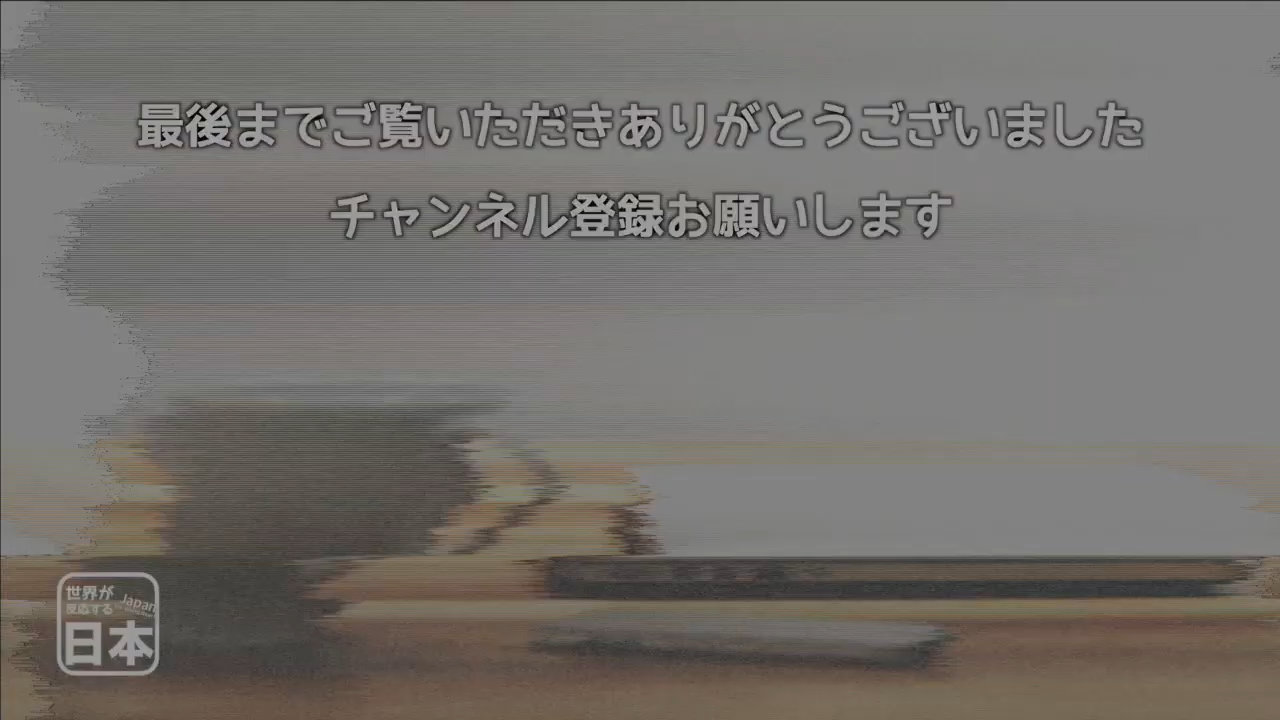 最後までご覧いただきありがとうございました
チャンネル登録お願いします
世界が
反応する
Japan
日本